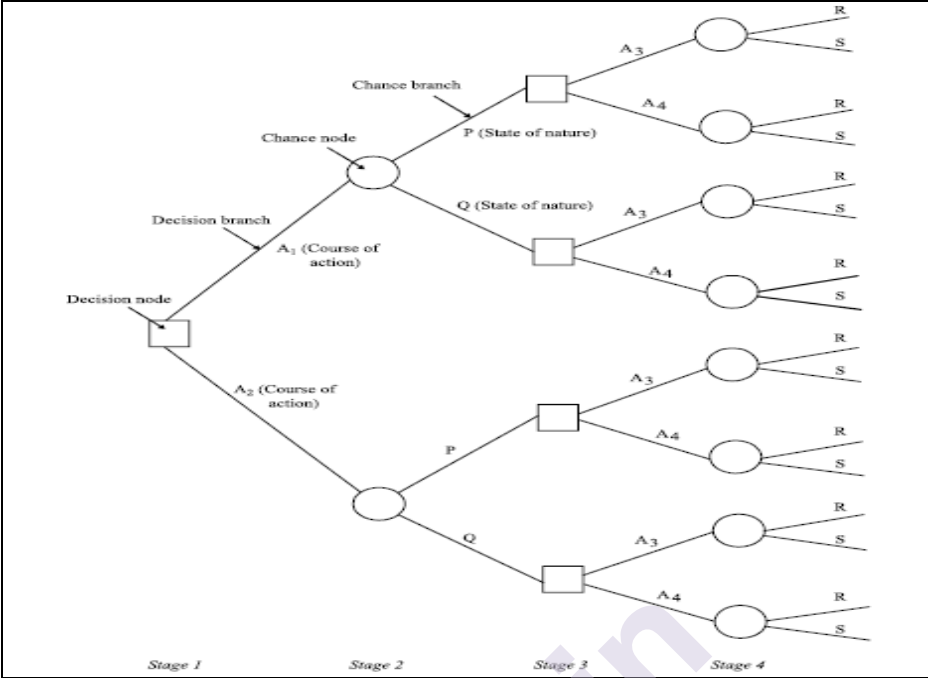 R
A3
S
Chance branch
A4
R
P (State of nature)
S
Chance node
R
Q (State of nature)
A3
S
Decision branch
A1 (Course of
action)
R
A4
S
Decision node
R
A3
S
A2 (Course of
action)
R
A4
P
S
R
Q
A3
S
R
A4
S
in
Stage 1 Stage 2 Stage 3 Stage 4